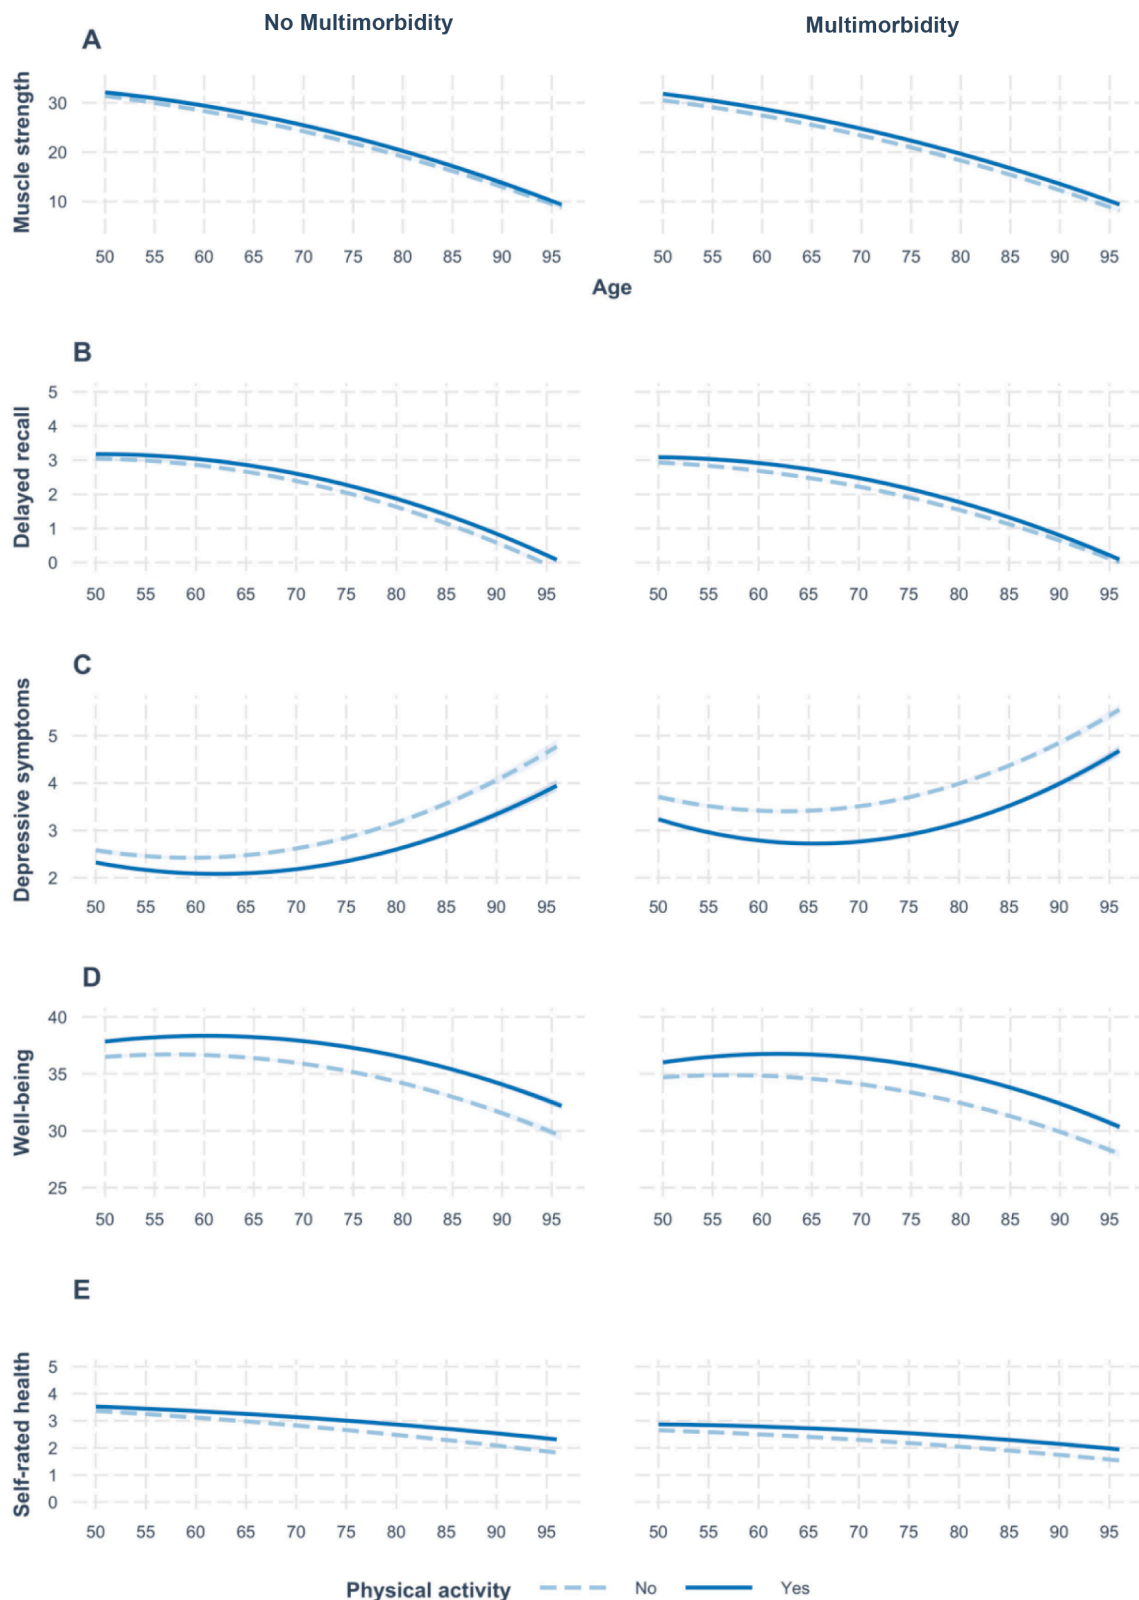 No Multimorbidity Multimorbidity
A
Muscle strength
30
20
10
50 55 60 65 70 75 80 85 90 95 50 55 60 65 70 75 80 85 90 95
Age
B
Delayed recall
5
4
3
2
1
0
50 55 60 65 70 75 80 85 90 95 50 55 60 65 70 75 80 85 90 95
C
Depressive symptoms
5
4
3
2
50 55 60 65 70 75 80 85 90 95 50 55 60 65 70 75 80 85 90 95
D
Well-being
40
35
30
25
50 55 60 65 70 75 80 85 90 95 50 55 60 65 70 75 80 85 90 95
E
Self-rated health
5
4
3
2
1
0
50 55 60 65 70 75 80 85 90 95 50 55 60 65 70 75 80 85 90 95
Physical activity No Yes